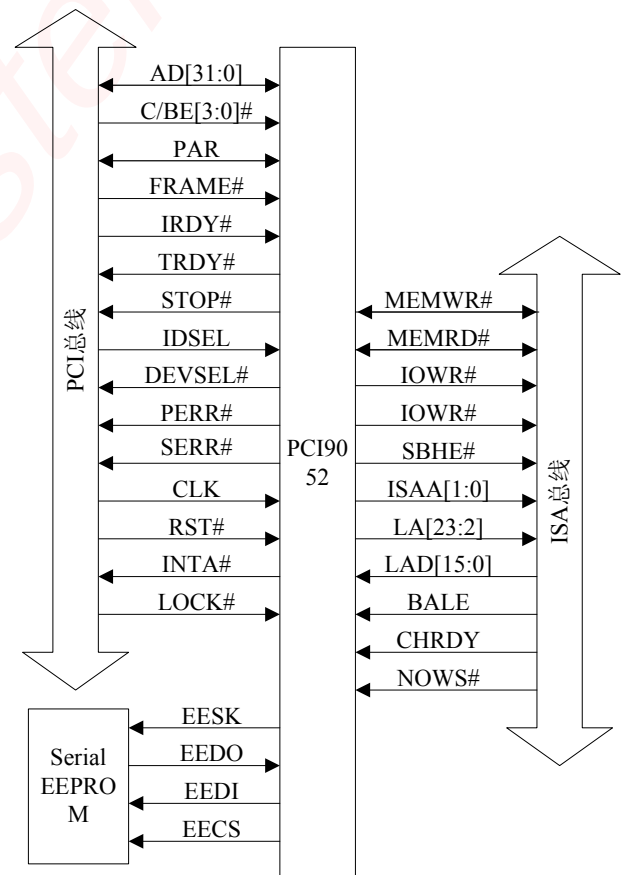 AD[31:0]
C/BE[3:0]#
PAR
FRAME#
IRDY#
TRDY#
STOP#
IDSEL
DEVSEL#
PERR#
SERR#
CLK
RST#
INTA#
LOCK#
PCI总线
PCI90
52
MEMWR#
MEMRD#
IOWR#
IOWR#
SBHE#
ISAA[1:0]
LA[23:2]
LAD[15:0]
BALE
CHRDY
NOWS#
ISA总线
Serial
EEPRO
M
EESK
EEDO
EEDI
EECS